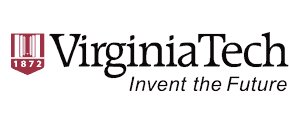 1872
VirginiaTech
Invent the Future